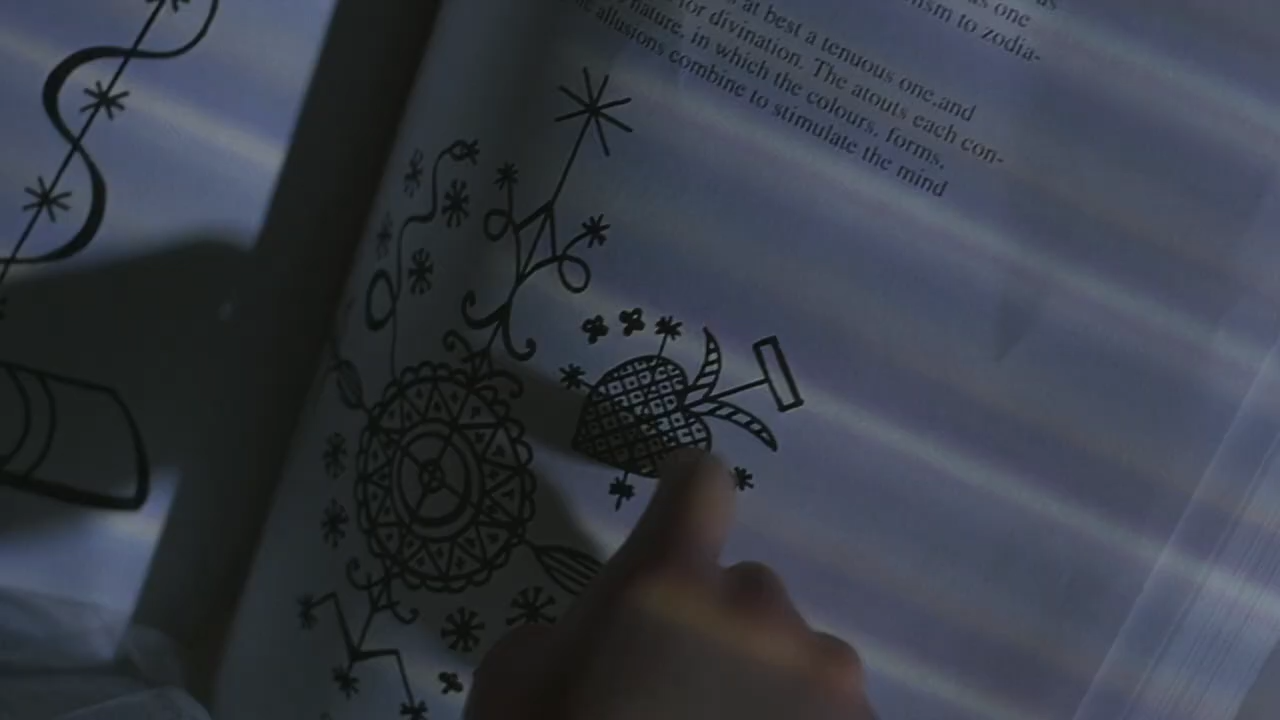 as one
ism to zodia-
s at best a tenuous one,and
for divination. The atouts each con-
nature, in which the colours, forms,
allusions combine to stimulate the mind